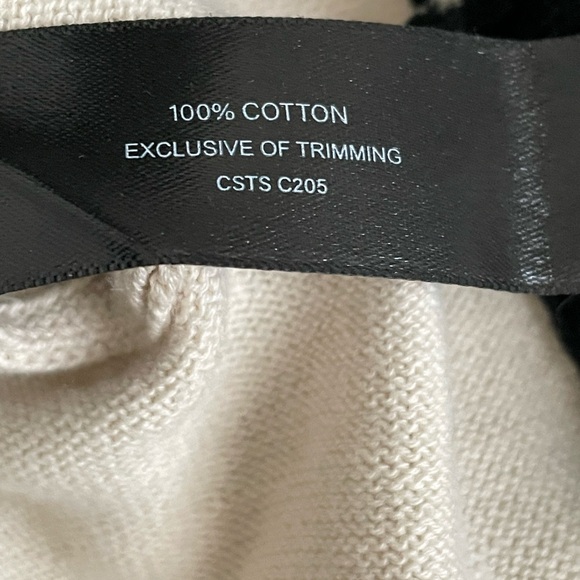 100% COTTON
EXCLUSIVE OF TRIMMING
CSTS C205